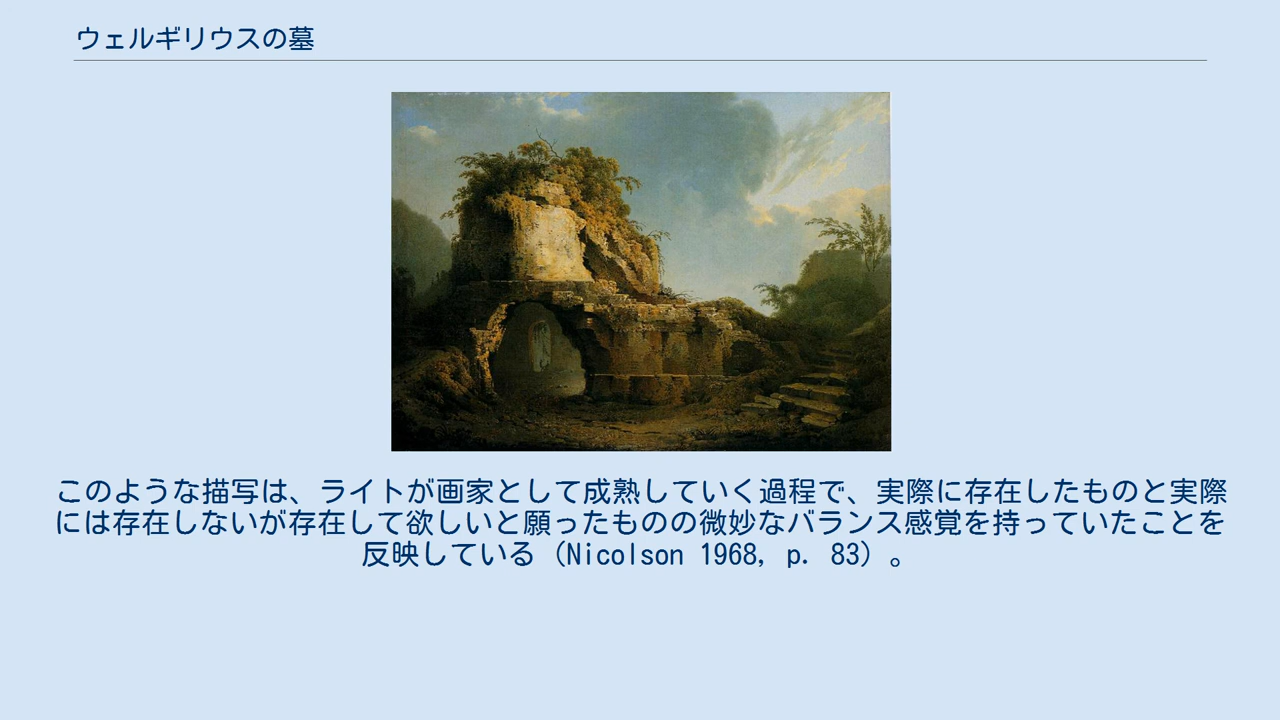 ウェルギリウスの墓
このような描写は、ライトが画家として成熟していく過程で、実際に存在したものと実際
には存在しないが存在して欲しいと願ったものの微妙なバランス感覚を持っていたことを
反映している（Nicolson 1968, p. 83）。